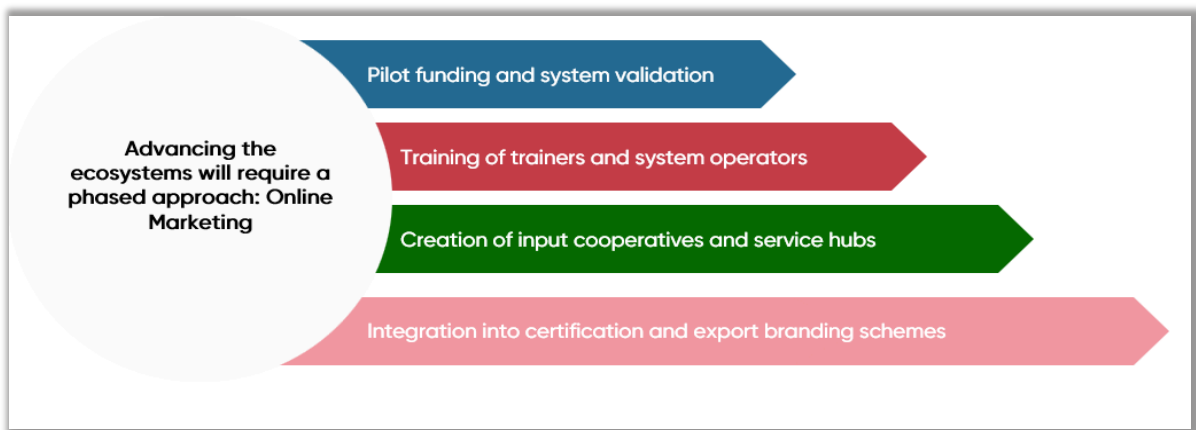 Advancing the
ecosystems will require a
phased approach: Online
Marketing
Pilot funding and system validation
Training of trainers and system operators
Creation of input cooperatives and service hubs
Integration into certification and export branding schemes